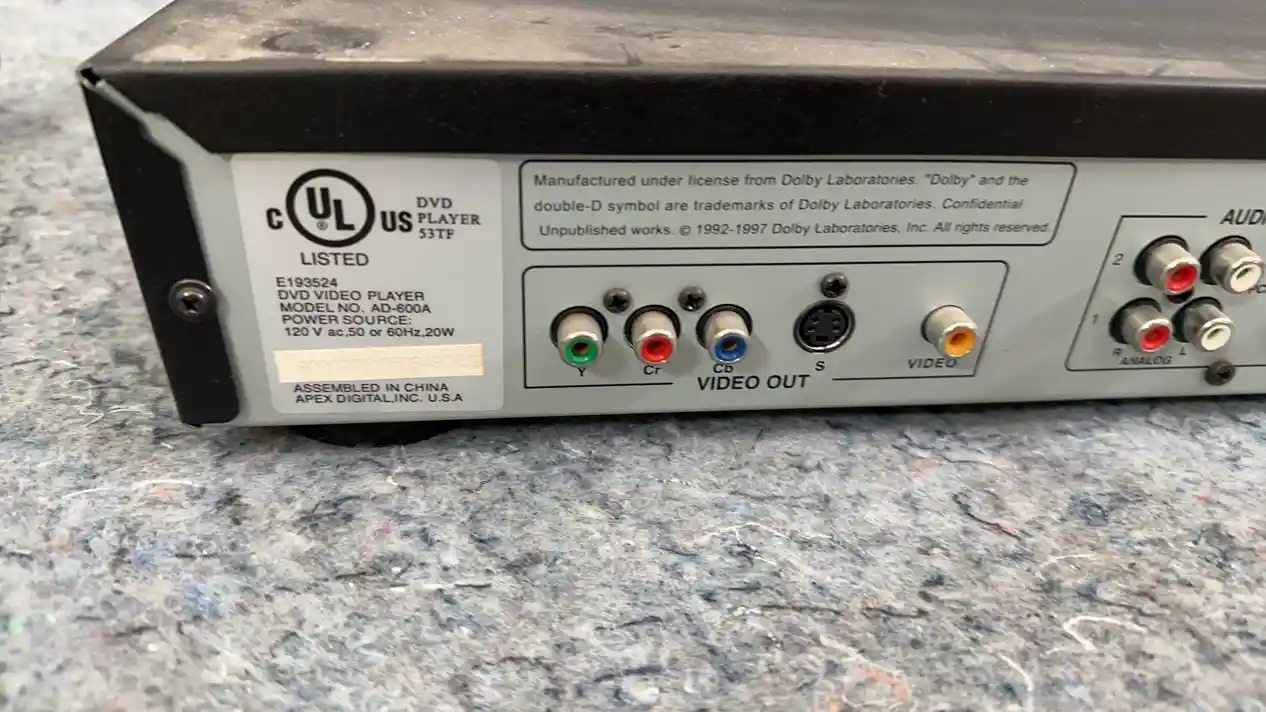 C UL US
®
LISTED
DVD
PLAYER
53TF
E193524
DVD VIDEO PLAYER
MODEL NO. AD-600A
POWER SOURCE:
120 V ac,50 or 60Hz,20W
ASSEMBLED IN CHINA
APEX DIGITAL,INC. U.S.A
Manufactured under license from Dolby Laboratories. "Dolby" and the
double-D symbol are trademarks of Dolby Laboratories. Confidential
Unpublished works. © 1992-1997 Dolby Laboratories, Inc. All rights reserved.
Y Cr Cb S VIDEO
VIDEO OUT
AUDI
2
1
R ANALOG L